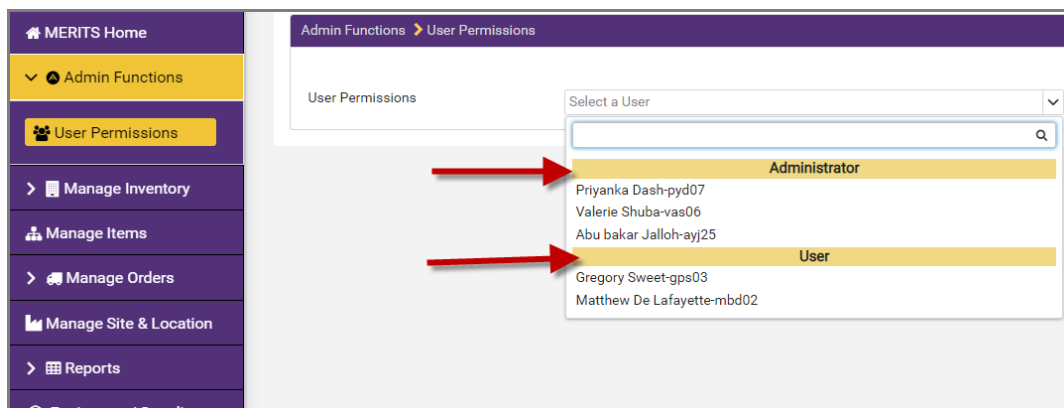 MERITS Home
Admin Functions
User Permissions
Manage Inventory
Manage Items
Manage Orders
Manage Site & Location
Reports
Admin Functions > User Permissions
User Permissions
Select a User
Administrator
Priyanka Dash-pyd07
Valerie Shuba-vas06
Abu bakar Jalloh-ayj25
User
Gregory Sweet-gps03
Matthew De Lafayette-mbd02